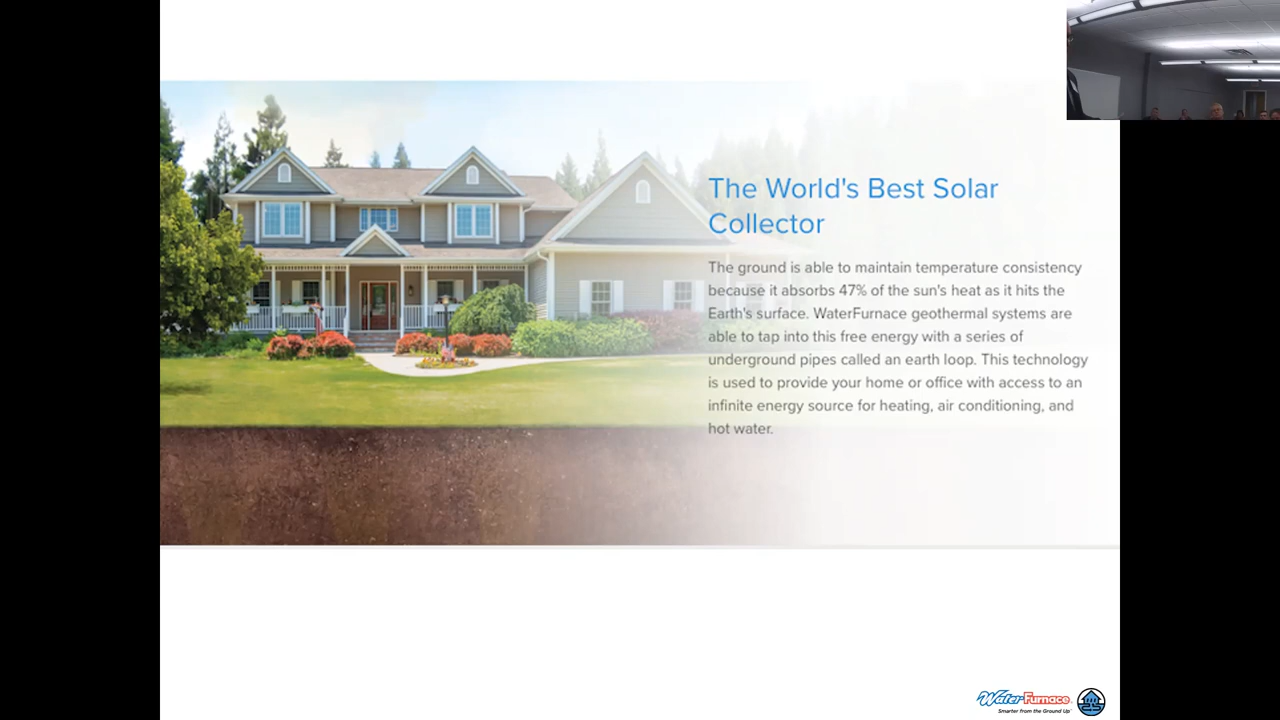 The World's Best Solar
Collector
The ground is able to maintain temperature consistency
because it absorbs 47% of the sun's heat as it hits the
Earth's surface. WaterFurnace geothermal systems are
able to tap into this free energy with a series of
underground pipes called an earth loop. This technology
is used to provide your home or office with access to an
infinite energy source for heating, air conditioning, and
hot water.
WaterFurnace
Smarter from the Ground Up